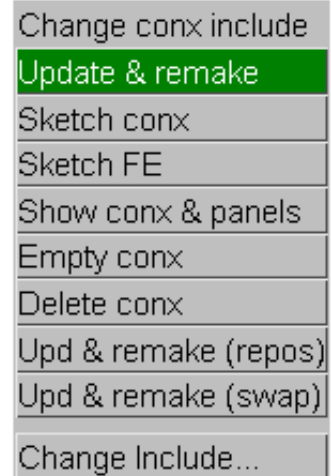 Change conx include
Update & remake
Sketch conx
Sketch FE
Show conx & panels
Empty conx
Delete conx
Upd & remake (repos)
Upd & remake (swap)
Change Include...